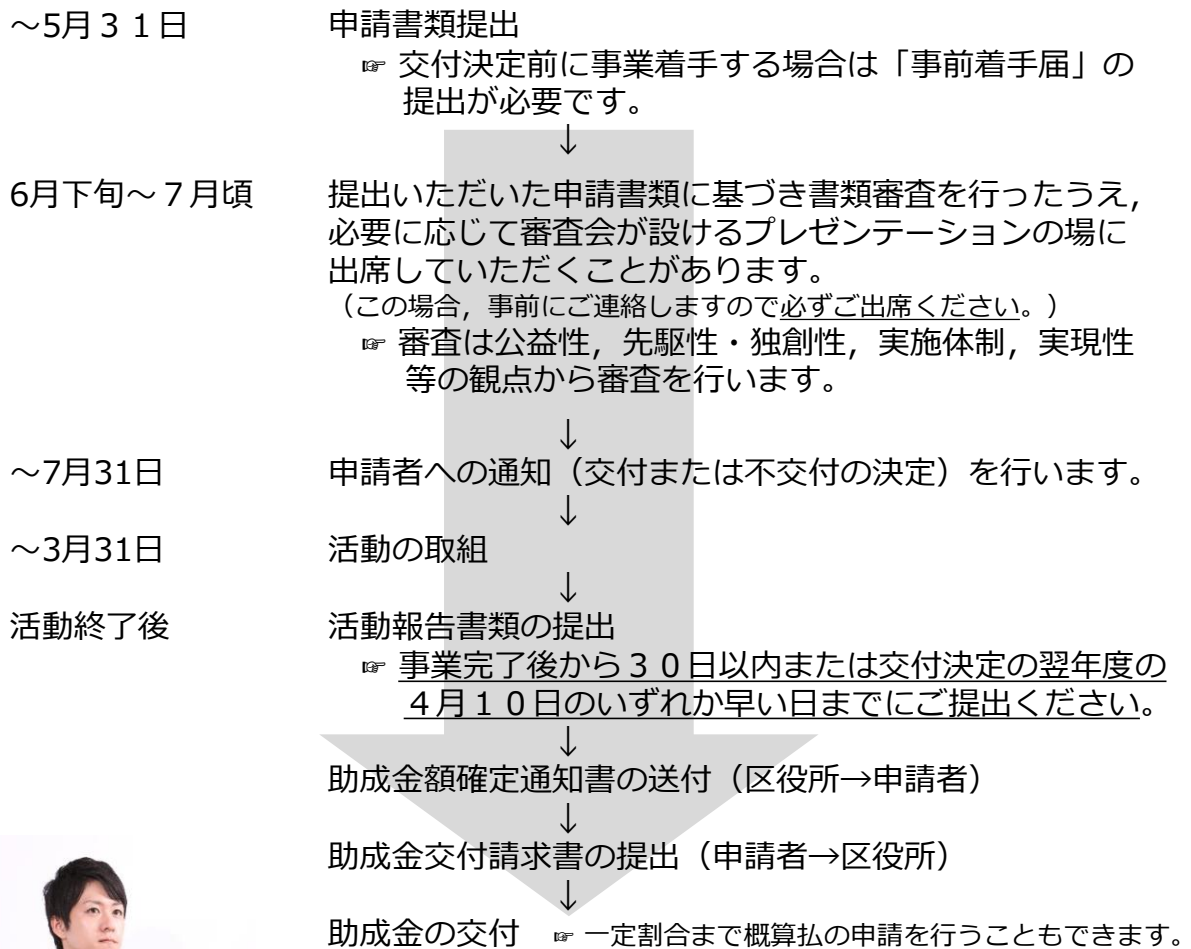 ～5月３１日 申請書類提出
☞ 交付決定前に事業着手する場合は「事前着手届」の
提出が必要です。
↓
6月下旬～７月頃 提出いただいた申請書類に基づき書類審査を行ったうえ，
必要に応じて審査会が設けるプレゼンテーションの場に
出席していただくことがあります。
（この場合，事前にご連絡しますので必ずご出席ください。）
☞ 審査は公益性，先駆性・独創性，実施体制，実現性
等の観点から審査を行います。
↓
～7月31日 申請者への通知（交付または不交付の決定）を行います。
↓
～3月31日 活動の取組
↓
活動終了後 活動報告書類の提出
☞ 事業完了後から３０日以内または交付決定の翌年度の
４月１０日のいずれか早い日までにご提出ください。
↓
助成金額確定通知書の送付（区役所→申請者）
↓
助成金交付請求書の提出（申請者→区役所）
↓
助成金の交付 ☞ 一定割合まで概算払の申請を行うこともできます。